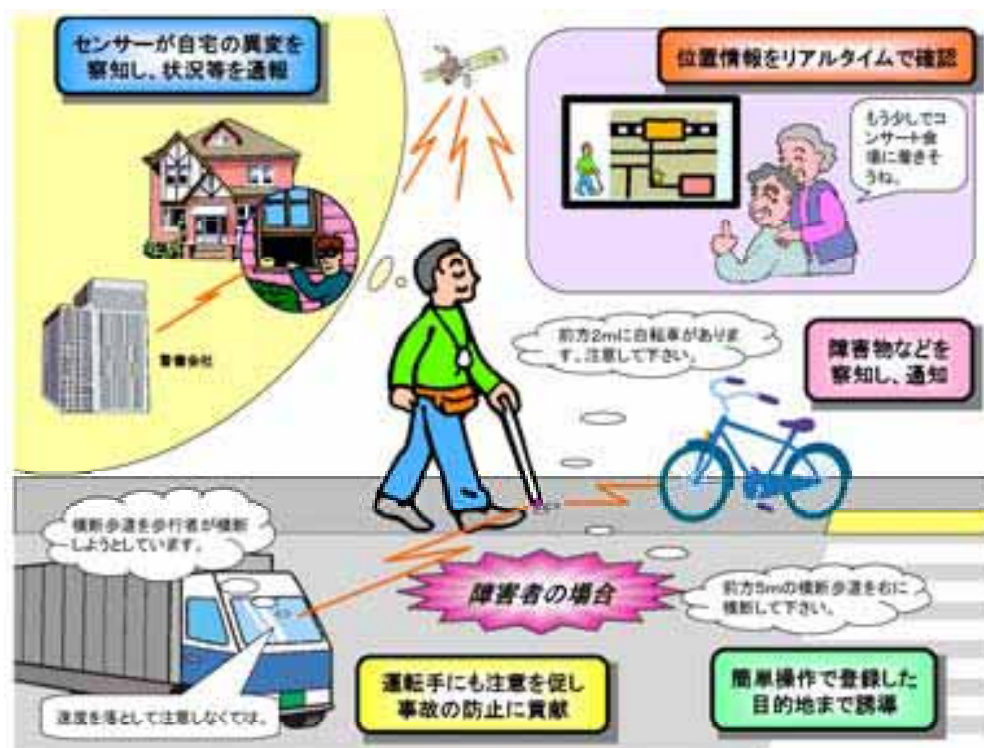 センサーが自宅の異変を
察知し、状況等を通報
位置情報をリアルタイムで確認
もう少しでコ
ンサート会
場に着きそ
うね。
警備会社
前方2mに自転車がありま
す。注意して下さい。
障害物などを
察知し、通知
横断歩道を歩行者が横断
しようとしています。
障害者の場合
前方5mの横断歩道を右に
横断して下さい。
速度を落として注意しなくては。
運転手にも注意を促し
事故の防止に貢献
簡単操作で登録した
目的地まで誘導